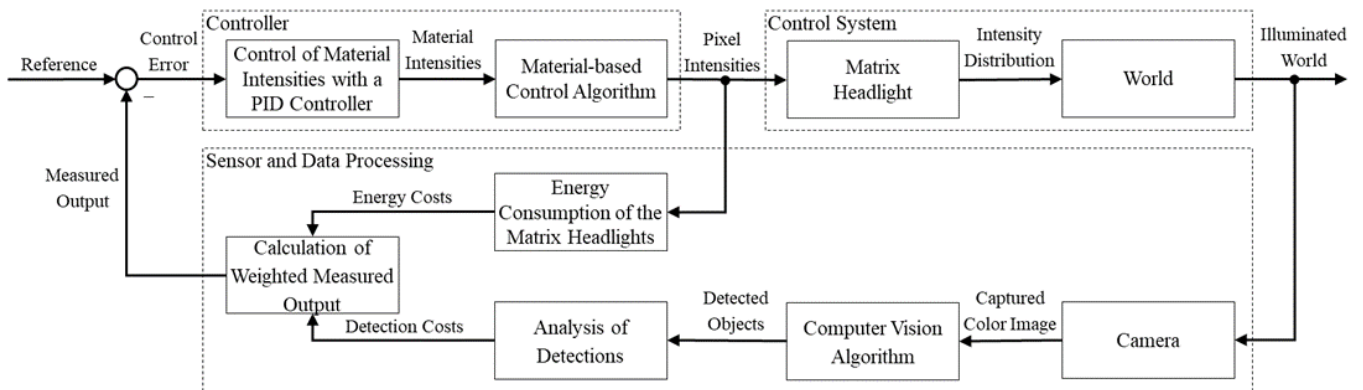 Controller
Control System
Reference
Control
Error
–
Control of Material
Intensities with a
PID Controller
Material
Intensities
Material-based
Control Algorithm
Pixel
Intensities
Matrix
Headlight
Intensity
Distribution
World
Illuminated
World
Sensor and Data Processing
Measured
Output
Energy Costs
Energy
Consumption of the
Matrix Headlights
Calculation of
Weighted Measured
Output
Detection Costs
Analysis of
Detections
Detected
Objects
Computer Vision
Algorithm
Captured
Color Image
Camera